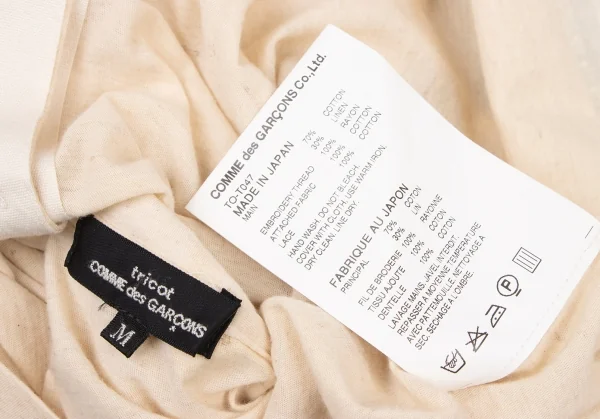 tricot
COMME des GARÇONS
M
COMME des GARÇONS Co., Ltd.
TO-T047
MADE IN JAPAN
MAIN 70% COTTON
30% LINEN
EMBROIDERY THREAD 100% RAYON
ATTACHED FABRIC 100% COTTON
LACE 100% COTTON
HAND WASH. DO NOT BLEACH.
COVER WITH CLOTH, USE WARM IRON.
DRY CLEAN. LINE DRY.
FABRIQUE AU JAPON
PRINCIPAL 70% COTON
30% LIN
FIL DE BRODERIE 100% RAYONNE
TISSU AJOUTE 100% COTON
DENTELLE 100% COTON
LAVAGE MAINS. JAVEL INTERDIT.
REPASSER A MOYENNE TEMPERATURE
AVEC PATTEMOUILLE. NETTOYAGE A
SEC. SECHAGE A L'OMBRE.
P